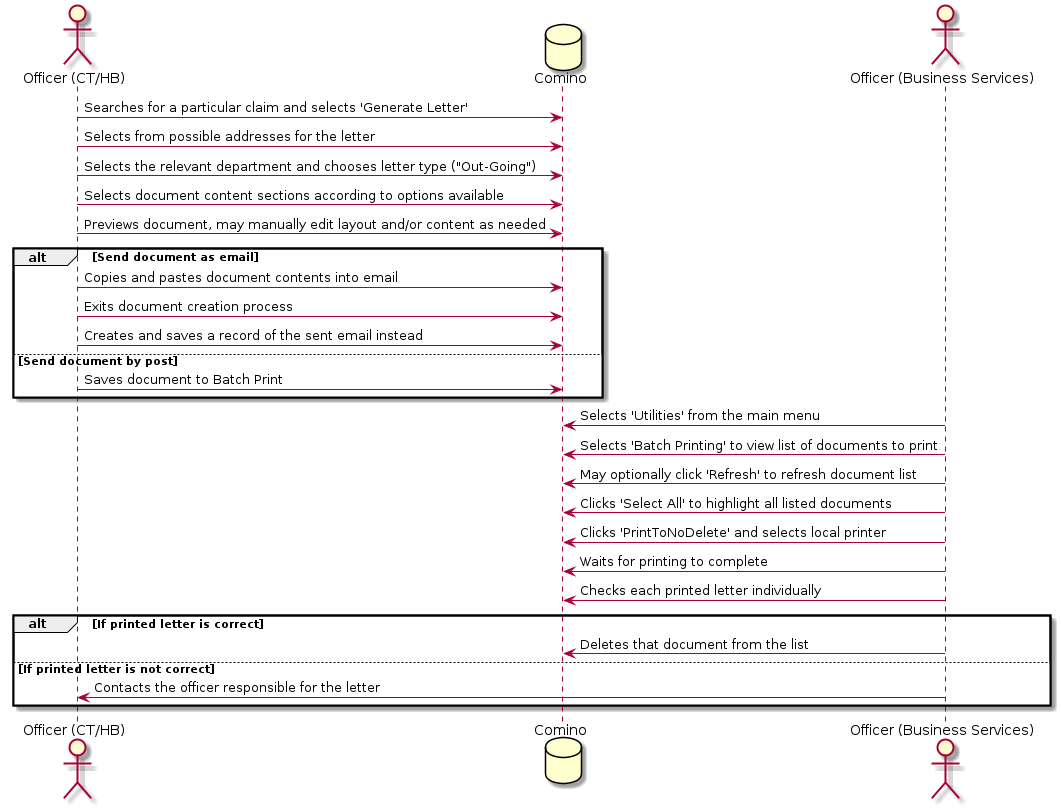 Officer (CT/HB)
Comino
Officer (Business Services)
Searches for a particular claim and selects 'Generate Letter'
Selects from possible addresses for the letter
Selects the relevant department and chooses letter type ("Out-Going")
Selects document content sections according to options available
Previews document, may manually edit layout and/or content as needed
alt [Send document as email]
Copies and pastes document contents into email
Exits document creation process
Creates and saves a record of the sent email instead
[Send document by post]
Saves document to Batch Print
Selects 'Utilities' from the main menu
Selects 'Batch Printing' to view list of documents to print
May optionally click 'Refresh' to refresh document list
Clicks 'Select All' to highlight all listed documents
Clicks 'PrintToNoDelete' and selects local printer
Waits for printing to complete
Checks each printed letter individually
alt [If printed letter is correct]
Deletes that document from the list
[If printed letter is not correct]
Contacts the officer responsible for the letter
Officer (CT/HB)
Comino
Officer (Business Services)